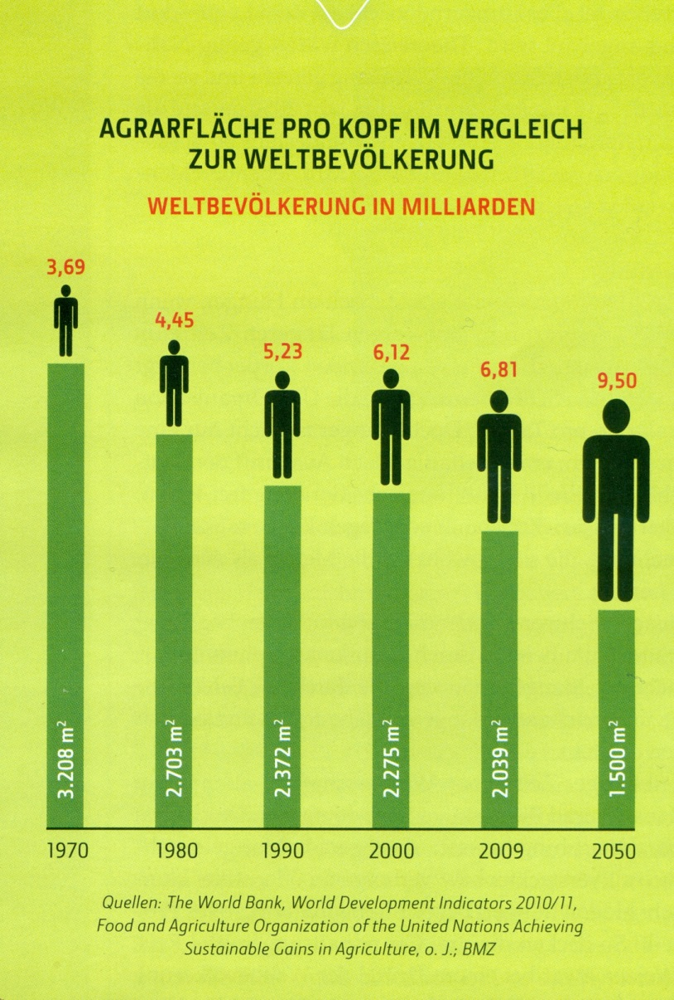 AGRARFLÄCHE PRO KOPF IM VERGLEICH
ZUR WELTBEVÖLKERUNG
WELTBEVÖLKERUNG IN MILLIARDEN
3,69
4,45
5,23
6,12
6,81
9,50
3.208 m²
2.703 m²
2.372 m²
2.275 m²
2.039 m²
1.500 m²
1970
1980
1990
2000
2009
2050
Quellen: The World Bank, World Development Indicators 2010/11,
Food and Agriculture Organization of the United Nations Achieving
Sustainable Gains in Agriculture, o. J.; BMZ